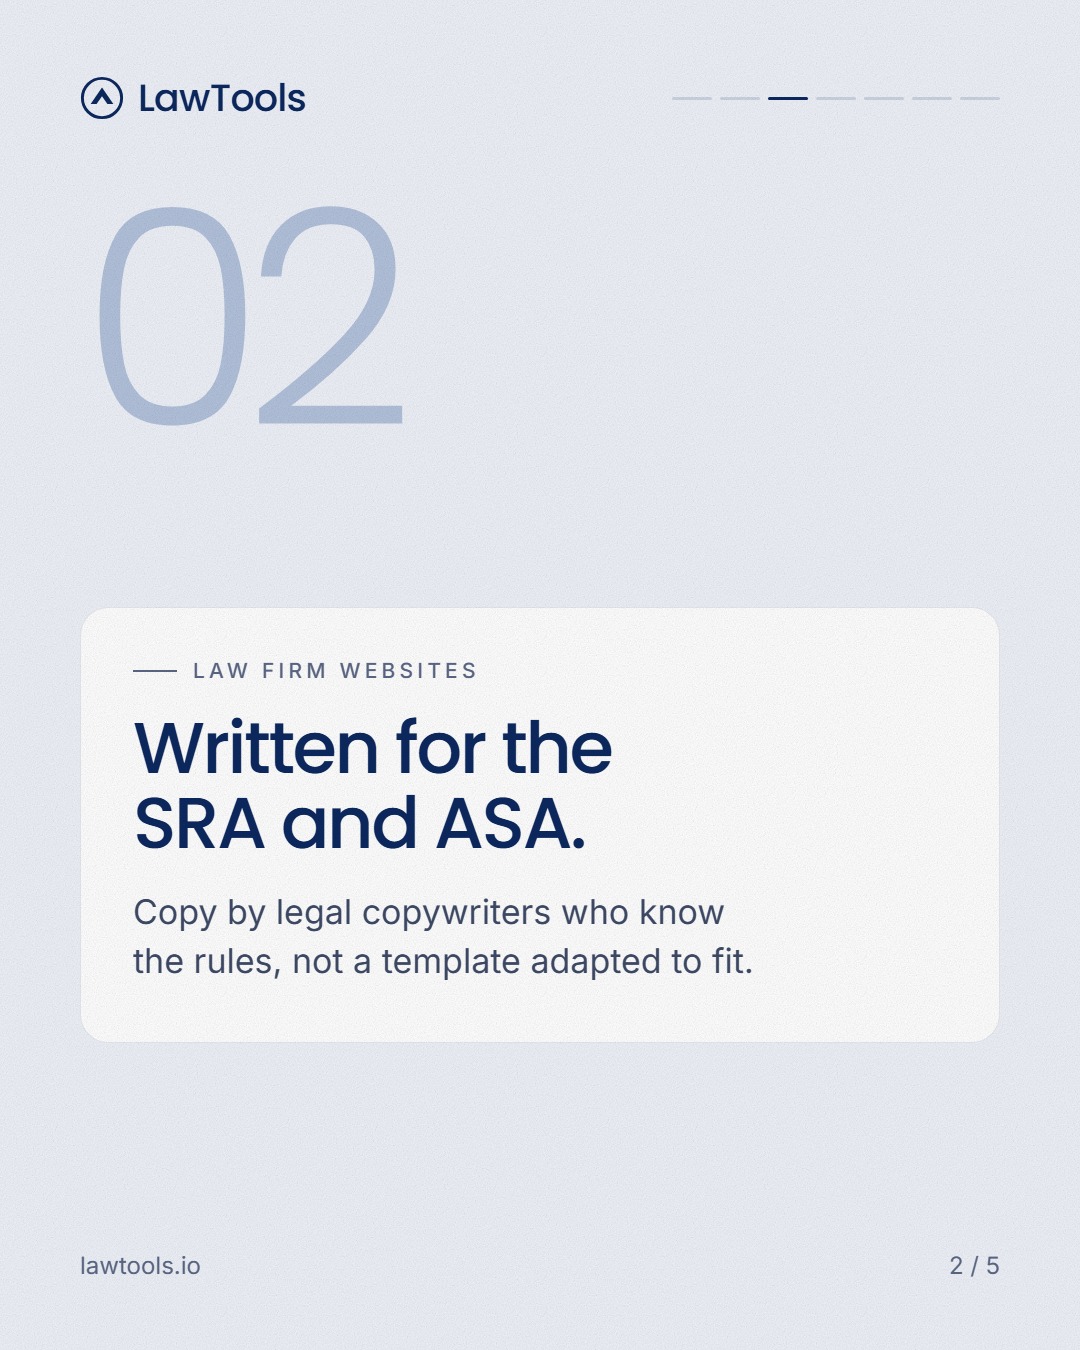 LawTools
02
LAW FIRM WEBSITES
Written for the
SRA and ASA.
Copy by legal copywriters who know
the rules, not a template adapted to fit.
lawtools.io
2 / 5